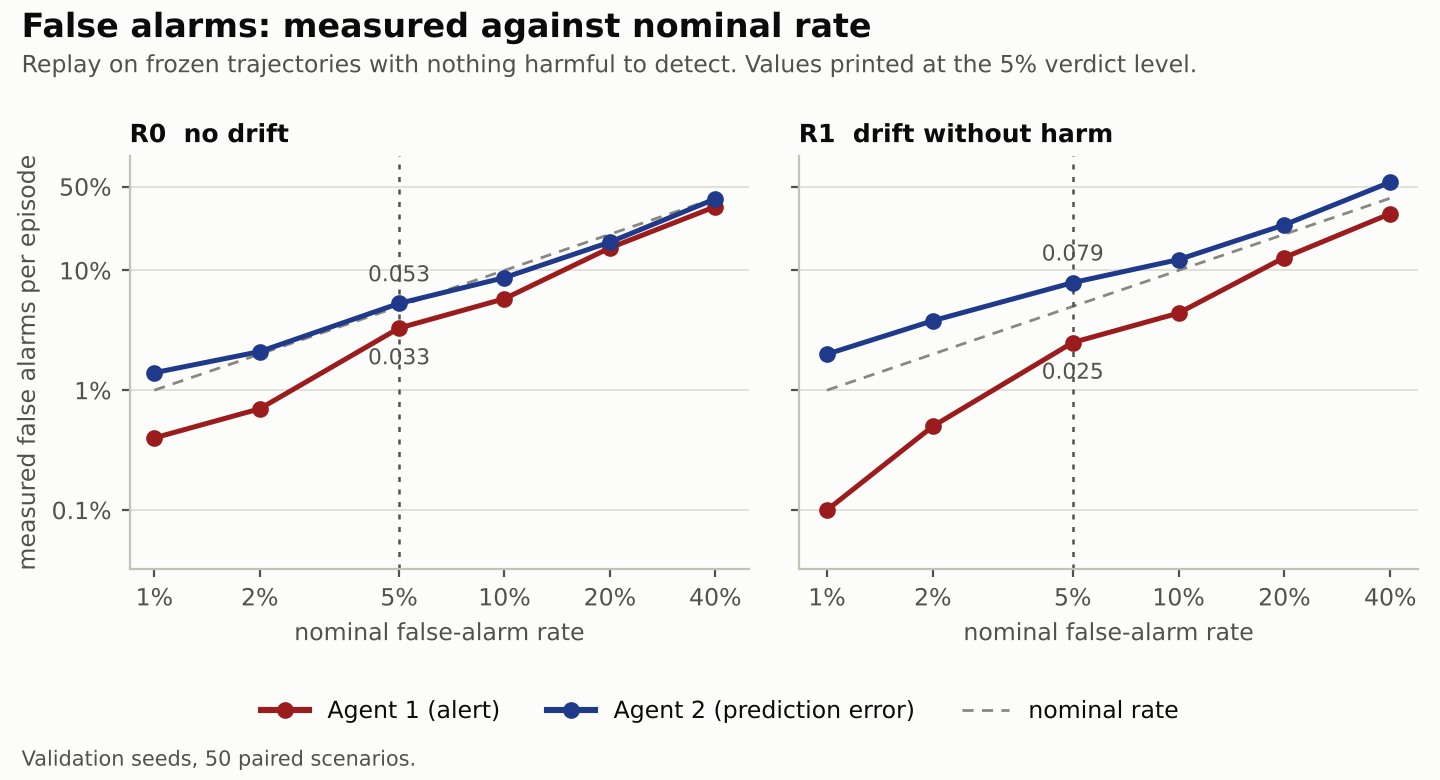 False alarms: measured against nominal rate
Replay on frozen trajectories with nothing harmful to detect. Values printed at the 5% verdict level.
R0 no drift
R1 drift without harm
measured false alarms per episode
50%
10%
1%
0.1%
0.053
0.033
0.079
0.025
1% 2% 5% 10% 20% 40%
1% 2% 5% 10% 20% 40%
nominal false-alarm rate
nominal false-alarm rate
Agent 1 (alert)
Agent 2 (prediction error)
nominal rate
Validation seeds, 50 paired scenarios.